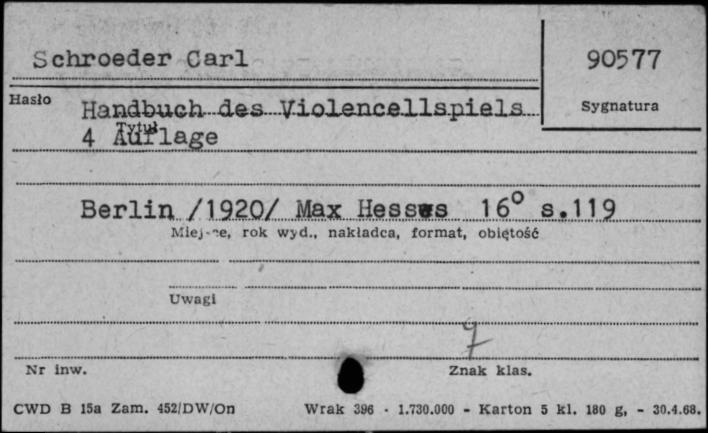 Schroeder Carl
90577
Hasło
Sygnatura
Handbuch des Violencellspiels
Tytuł
4 Auflage
Berlin /1920/ Max Hesses 16° s.119
Miejsce, rok wyd., nakładca, format, objętość
Uwagi
Nr inw.
Znak klas.
CWD B 15a Zam. 452/DW/On Wrak 396 - 1.730.000 - Karton 5 kl. 180 g, - 30.4.68.